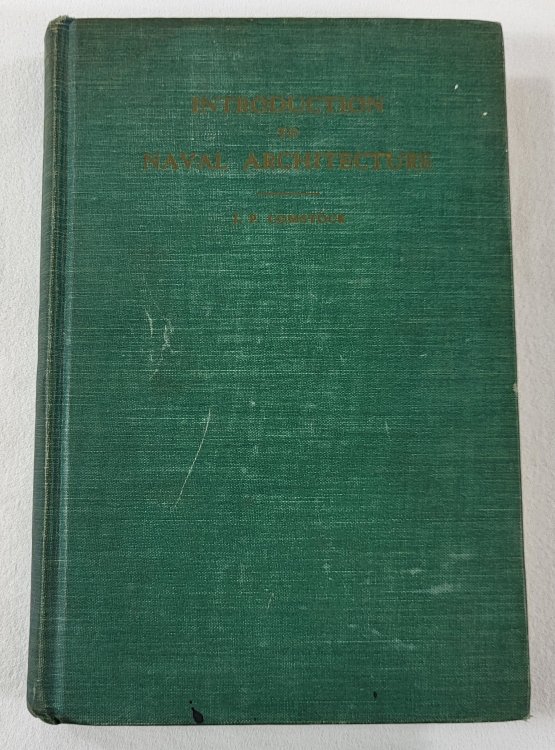 INTRODUCTION
TO
NAVAL ARCHITECTURE
J. P. COMSTOCK